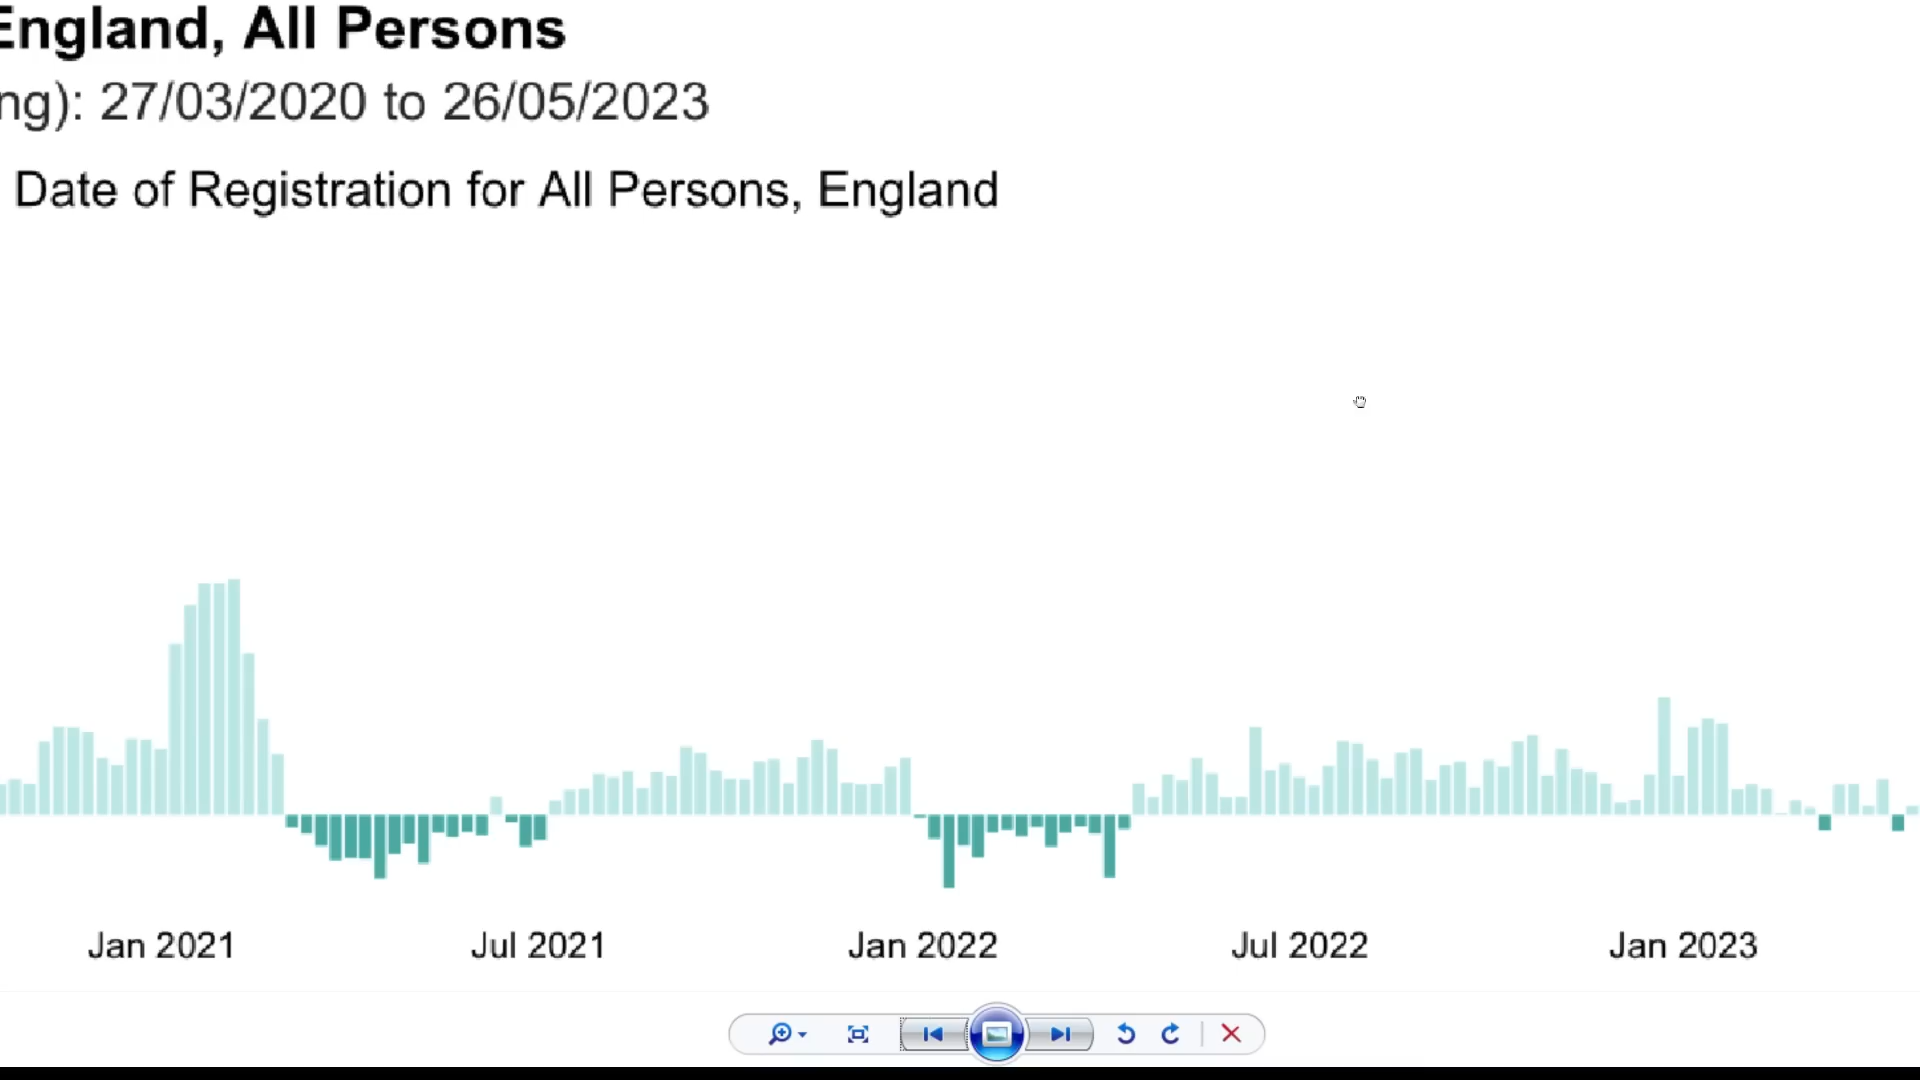 England, All Persons
ng): 27/03/2020 to 26/05/2023
Date of Registration for All Persons, England
Jan 2021 Jul 2021 Jan 2022 Jul 2022 Jan 2023